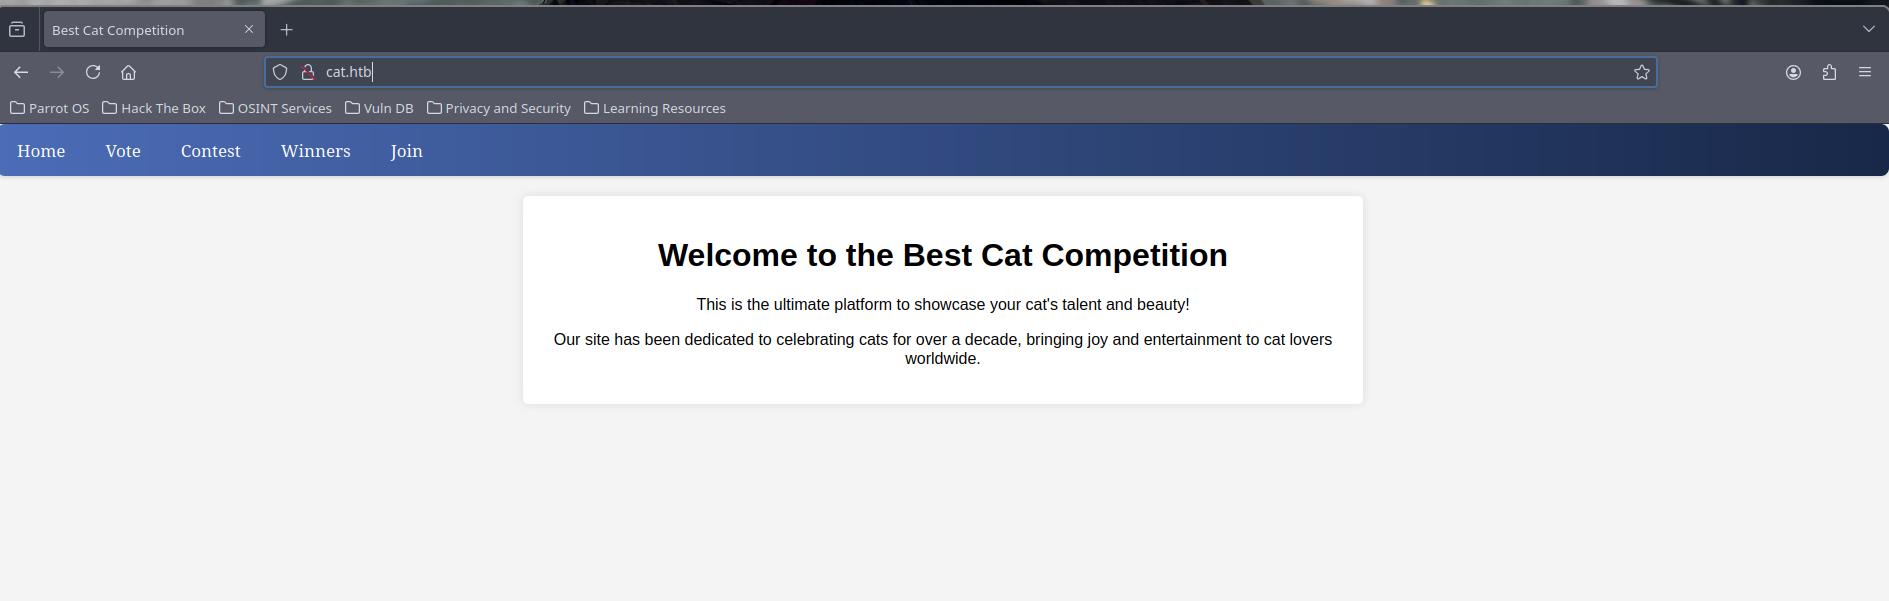 Best Cat Competition
cat.htb
Parrot OS Hack The Box OSINT Services Vuln DB Privacy and Security Learning Resources
Home Vote Contest Winners Join
Welcome to the Best Cat Competition
This is the ultimate platform to showcase your cat's talent and beauty!
Our site has been dedicated to celebrating cats for over a decade, bringing joy and entertainment to cat lovers
worldwide.